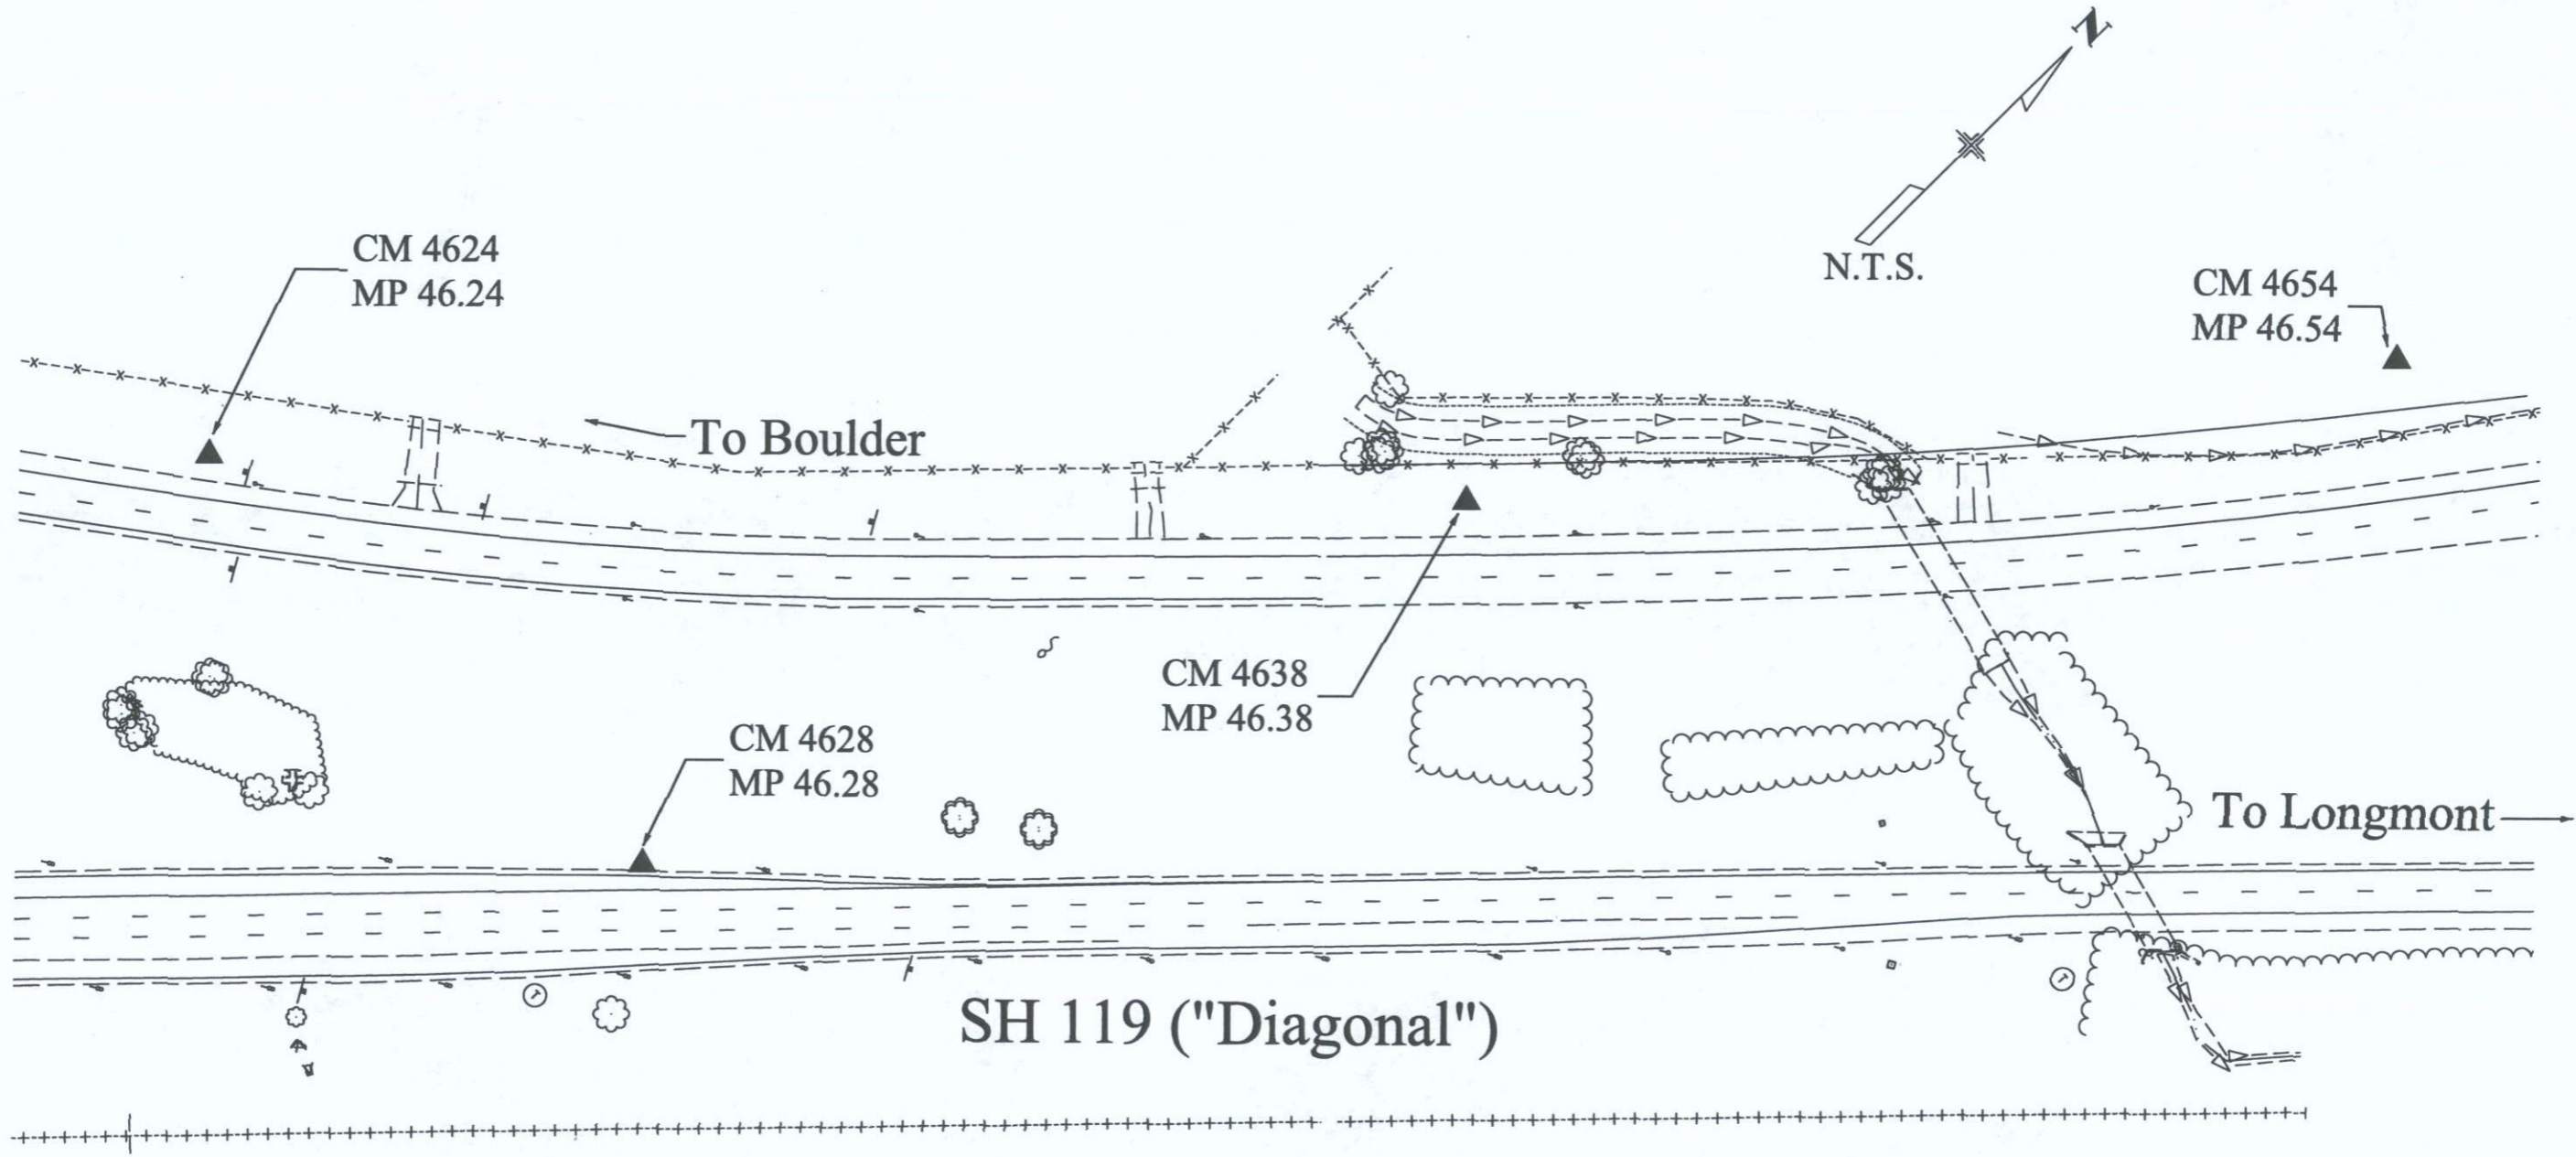 N
N.T.S.
CM 4624
MP 46.24
CM 4654
MP 46.54
To Boulder
CM 4638
MP 46.38
CM 4628
MP 46.28
To Longmont
SH 119 ("Diagonal")